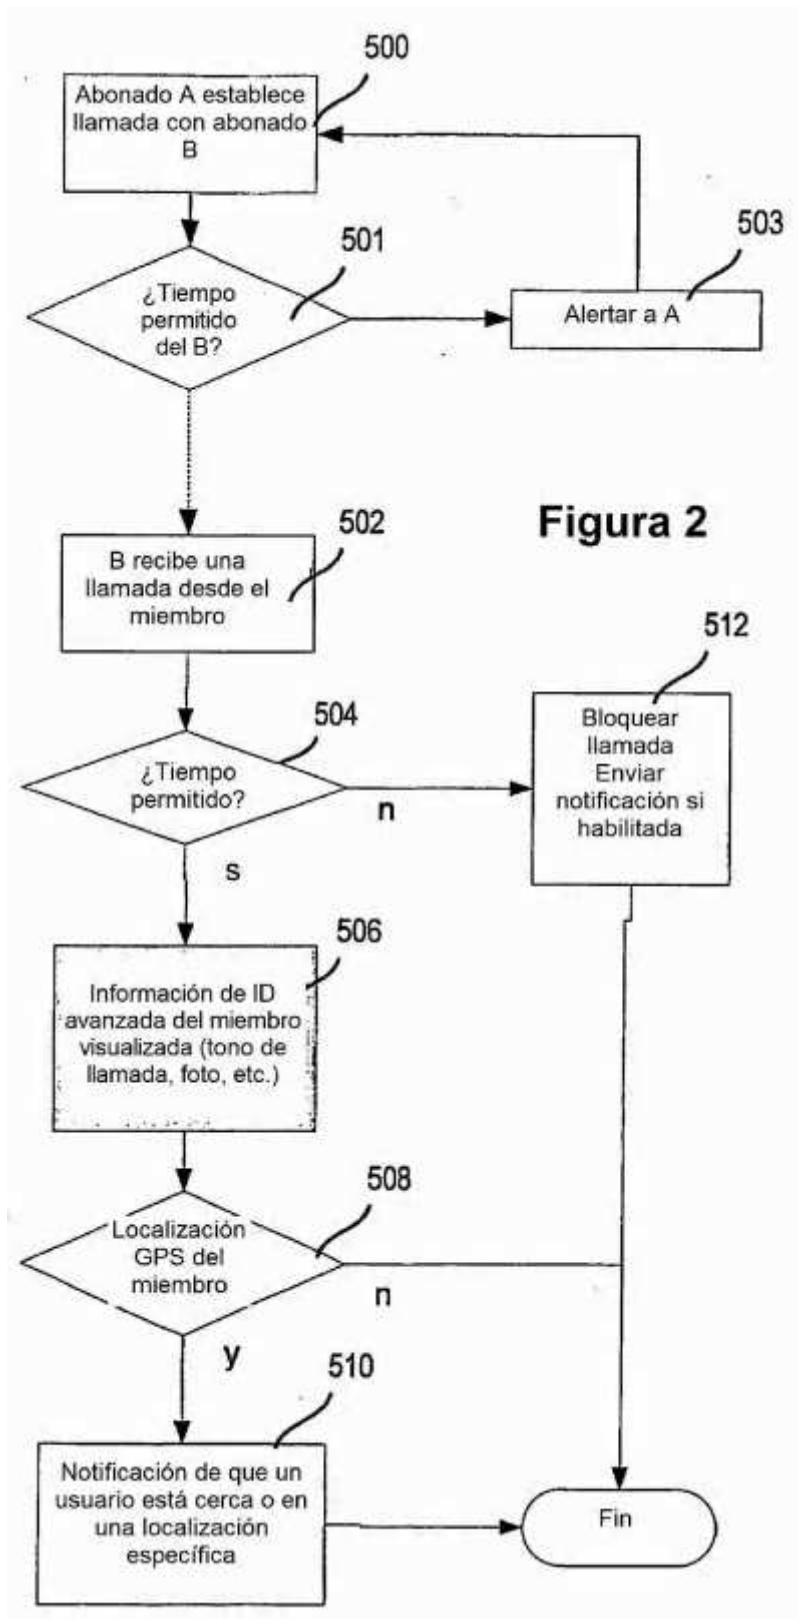 500
Abonado A establece
llamada con abonado
B
501
¿Tiempo
permitido
del B?
503
Alertar a A
Figura 2
502
B recibe una
llamada desde el
miembro
504
¿Tiempo
permitido?
n
s
512
Bloquear
llamada
Enviar
notificación si
habilitada
506
Información de ID
avanzada del miembro
visualizada (tono de
llamada, foto, etc.)
508
Localización
GPS del
miembro
n
y
510
Notificación de que un
usuario está cerca o en
una localización
específica
Fin